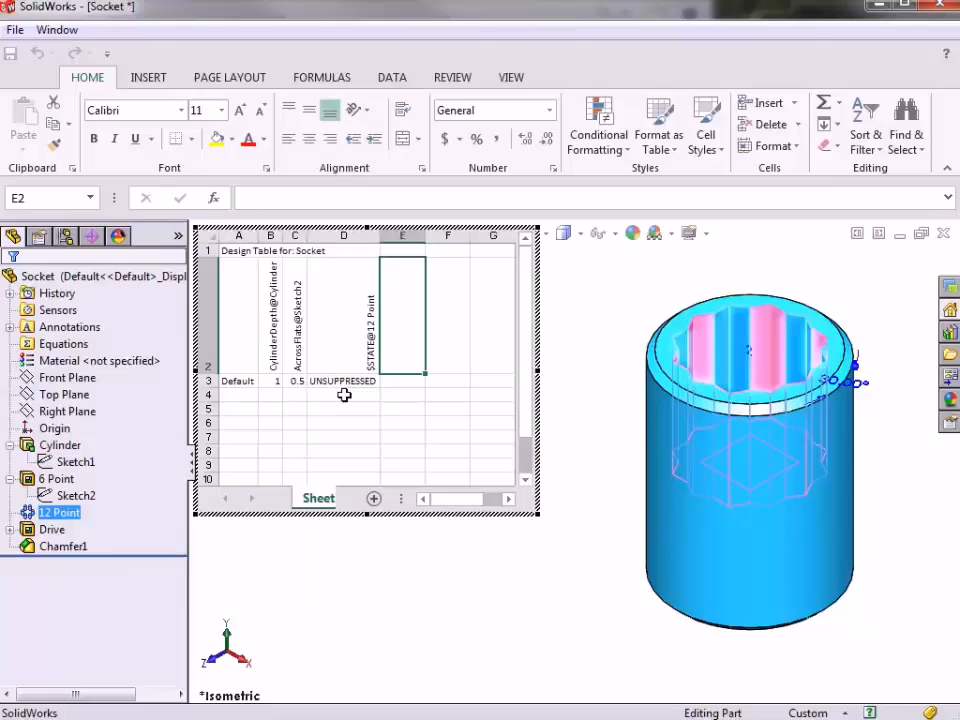 SolidWorks - [Socket *]
File Window
?
HOME INSERT PAGE LAYOUT FORMULAS DATA REVIEW VIEW
Paste
Clipboard
Calibri 11
B I U
Font
Alignment
General
$ % ,
Number
Conditional Formatting
Format as Table
Cell Styles
Styles
Insert
Delete
Format
Cells
Sort & Filter
Find & Select
Editing
E2
fx
Socket (Default<<Default>_Displ
History
Sensors
Annotations
Equations
Material <not specified>
Front Plane
Top Plane
Right Plane
Origin
Cylinder
Sketch1
6 Point
Sketch2
12 Point
Drive
Chamfer1
A B C D E F G
1 Design Table for: Socket
2 CylinderDepth@Cylinder AcrossFlats@Sketch2 $STATE@12 Point
3 Default 1 0.5 UNSUPPRESSED
4
5
6
7
8
9
10
Sheet
Y
Z X
*Isometric
SolidWorks Editing Part Custom ?